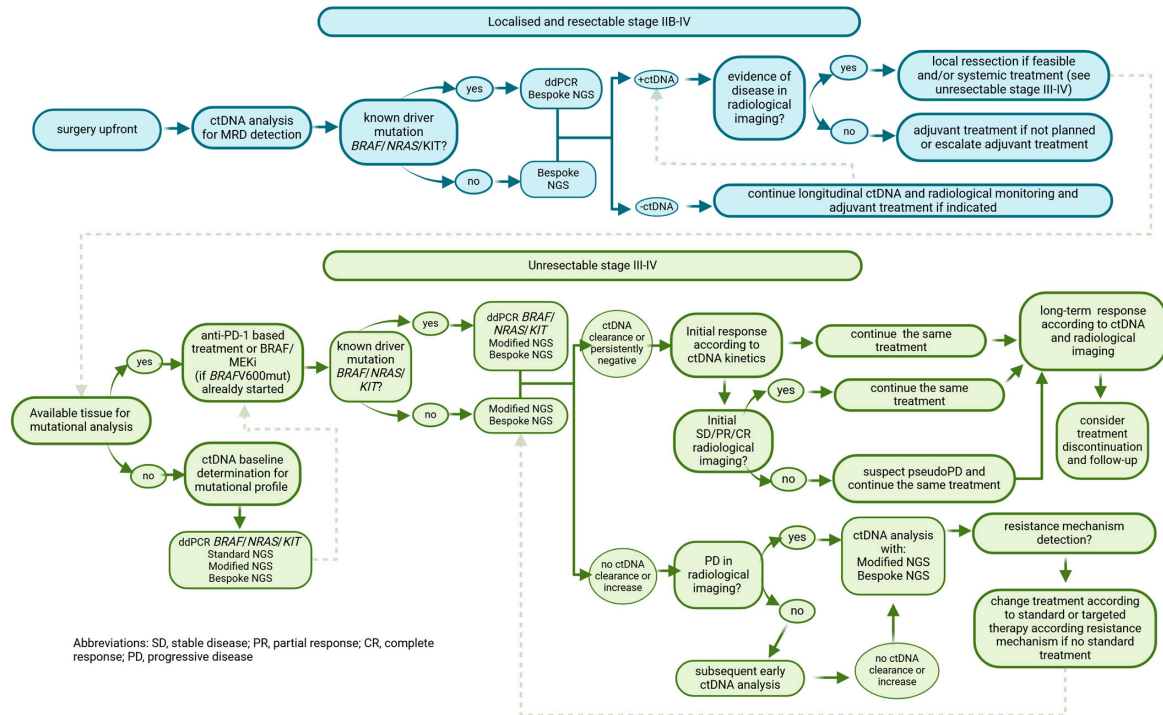 Localised and resectable stage IIB-IV
surgery upfront
ctDNA analysis
for MRD detection
known driver
mutation
BRAF/NRAS/KIT?
yes
no
ddPCR
Bespoke NGS
Bespoke
NGS
+ctDNA
-ctDNA
evidence of
disease in
radiological
imaging?
yes
no
local ressection if feasible
and/or systemic treatment (see
unresectable stage III-IV)
adjuvant treatment if not planned
or escalate adjuvant treatment
continue longitudinal ctDNA and radiological monitoring and
adjuvant treatment if indicated
Unresectable stage III-IV
Available tissue for
mutational analysis
yes
no
anti-PD-1 based
treatment or BRAF/
MEKi
(if BRAFV600mut)
alrealdy started
ctDNA baseline
determination for
mutational profile
ddPCR BRAF/NRAS/KIT
Standard NGS
Modified NGS
Bespoke NGS
known driver
mutation
BRAF/NRAS/
KIT?
yes
no
ddPCR BRAF/
NRAS/KIT
Modified NGS
Bespoke NGS
Modified NGS
Bespoke NGS
ctDNA
clearance or
persistently
negative
Initial response
according to
ctDNA kinetics
continue the same
treatment
Initial
SD/PR/CR
radiological
imaging?
yes
no
continue the same
treatment
suspect pseudoPD and
continue the same treatment
long-term response
according to ctDNA
and radiological
imaging
consider
treatment
discontinuation
and follow-up
no ctDNA
clearance or
increase
PD in
radiological
imaging?
yes
no
ctDNA analysis
with:
Modified NGS
Bespoke NGS
subsequent early
ctDNA analysis
no ctDNA
clearance or
increase
resistance mechanism
detection?
change treatment according
to standard or targeted
therapy according resistance
mechanism if no standard
treatment
Abbreviations: SD, stable disease; PR, partial response; CR, complete
response; PD, progressive disease